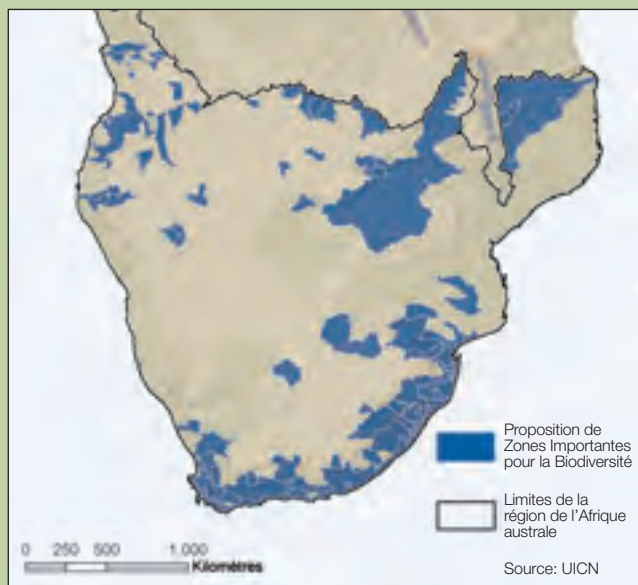 Proposition de
Zones Importantes
pour la Biodiversité
Limites de la
région de l'Afrique
australe
0 250 500 1.000
Kilomètres
Source: UICN